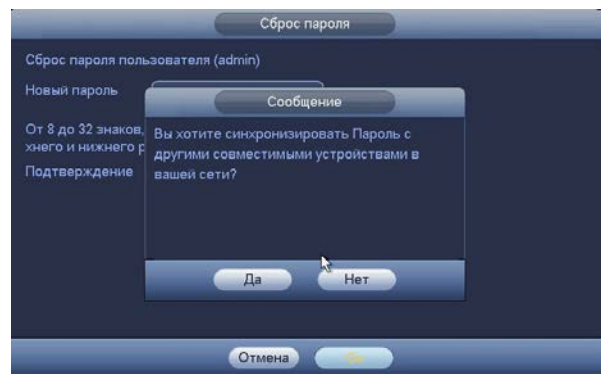 Сброс пароля
Сброс пароля пользователя (admin)
Новый пароль
Сообщение
От 8 до 32 знаков,
хнего и нижнего р
Подтверждение
Вы хотите синхронизировать Пароль с
другими совместимыми устройствами в
вашей сети?
Да Нет
Отмена